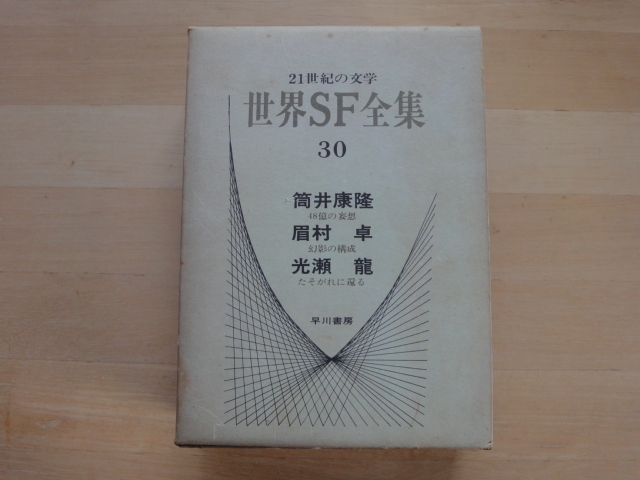 21世紀の文学
世界SF全集
30
筒井康隆
48億の妄想
眉村 卓
幻影の構成
光瀬 龍
たそがれに還る
早川書房